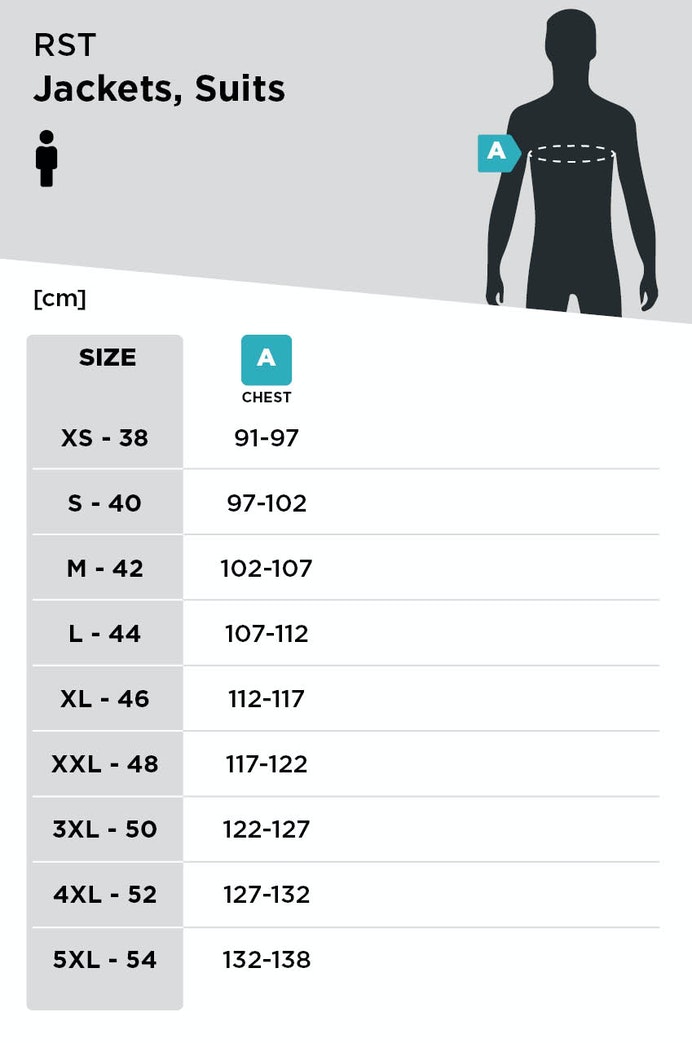 RST
Jackets, Suits
A
[cm]
SIZE
A
CHEST
XS - 38 91-97
S - 40 97-102
M - 42 102-107
L - 44 107-112
XL - 46 112-117
XXL - 48 117-122
3XL - 50 122-127
4XL - 52 127-132
5XL - 54 132-138